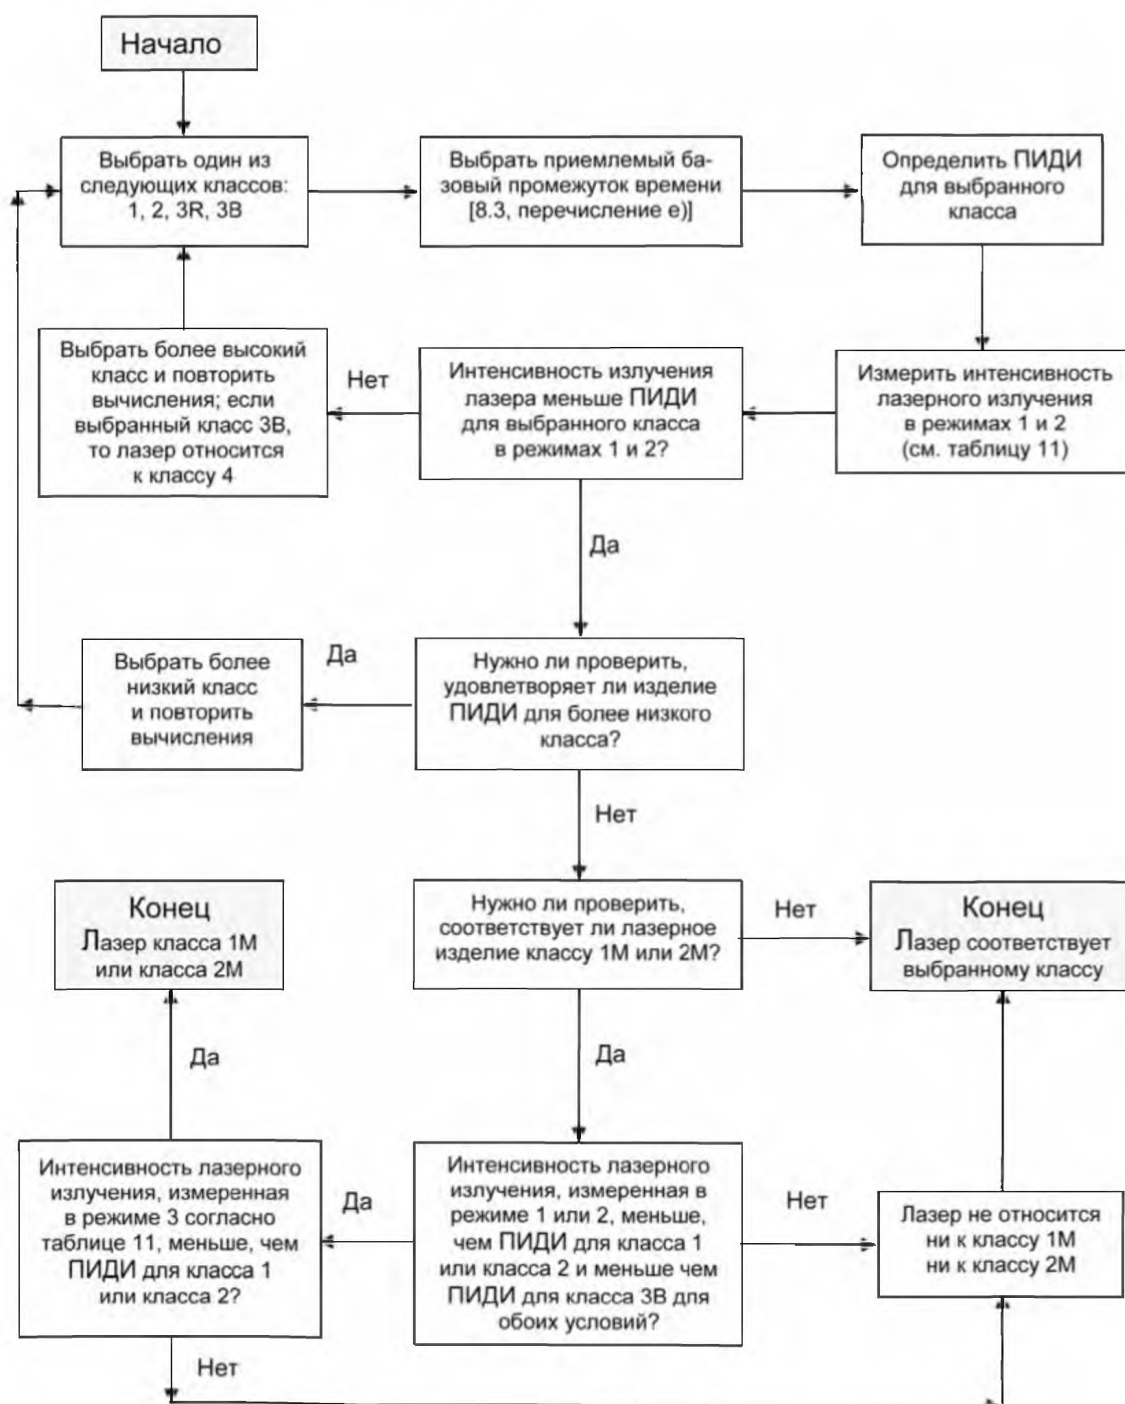 Начало
Выбрать один из
следующих классов:
1, 2, 3R, 3B
Выбрать приемлемый ба-
зовый промежуток времени
[8.3, перечисление е)]
Определить ПИДИ
для выбранного
класса
Выбрать более высокий
класс и повторить
вычисления; если
выбранный класс 3B,
то лазер относится
к классу 4
Нет
Интенсивность излучения
лазера меньше ПИДИ
для выбранного класса
в режимах 1 и 2?
Измерить интенсивность
лазерного излучения
в режимах 1 и 2
(см. таблицу 11)
Да
Выбрать более
низкий класс
и повторить
вычисления
Да
Нужно ли проверить,
удовлетворяет ли изделие
ПИДИ для более низкого
класса?
Нет
Конец
Лазер класса 1М
или класса 2М
Нужно ли проверить,
соответствует ли лазерное
изделие классу 1М или 2М?
Нет
Конец
Лазер соответствует
выбранному классу
Да
Да
Интенсивность лазерного
излучения, измеренная
в режиме 3 согласно
таблице 11, меньше, чем
ПИДИ для класса 1
или класса 2?
Да
Интенсивность лазерного
излучения, измеренная в
режиме 1 или 2, меньше,
чем ПИДИ для класса 1
или класса 2 и меньше чем
ПИДИ для класса 3В для
обоих условий?
Нет
Лазер не относится
ни к классу 1М
ни к классу 2М
Нет